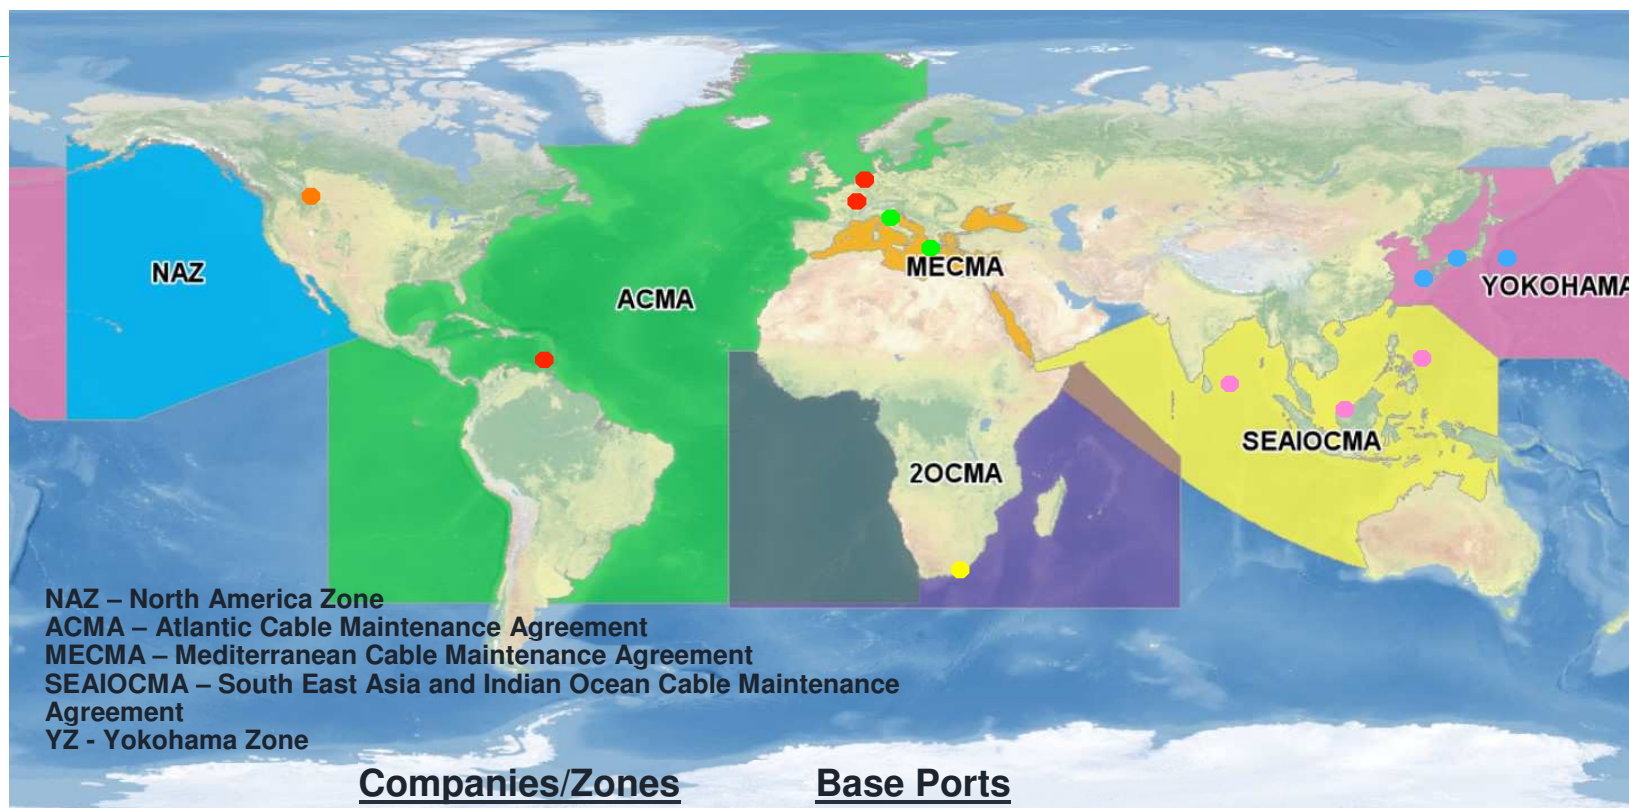 NAZ
ACMA
MECMA
YOKOHAMA
SEAIOCMA
2OCMA
NAZ – North America Zone
ACMA – Atlantic Cable Maintenance Agreement
MECMA – Mediterranean Cable Maintenance Agreement
SEAIOCMA – South East Asia and Indian Ocean Cable Maintenance
Agreement
YZ - Yokohama Zone
Companies/Zones
Base Ports